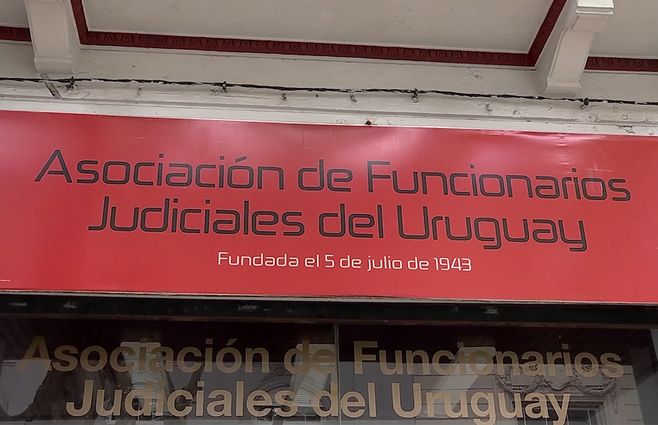 Asociación de Funcionarios
Judiciales del Uruguay
Fundada el 5 de julio de 1943
Asociación de Funcionarios
Judiciales del Uruguay